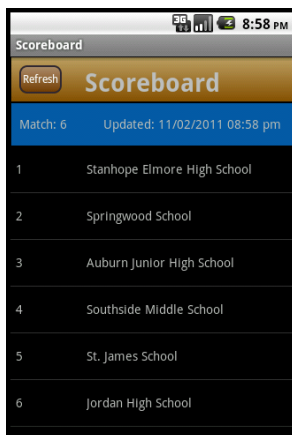 3G 8:58 PM
Scoreboard
Refresh Scoreboard
Match: 6 Updated: 11/02/2011 08:58 pm
1 Stanhope Elmore High School
2 Springwood School
3 Auburn Junior High School
4 Southside Middle School
5 St. James School
6 Jordan High School